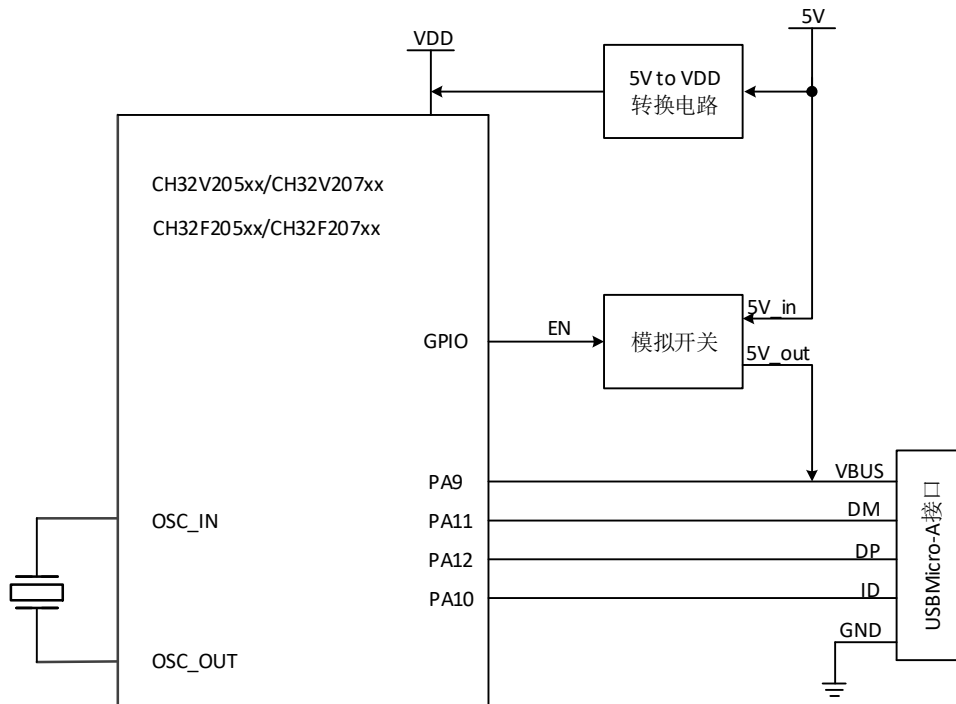 5V
VDD
5V to VDD
转换电路
CH32V205xx/CH32V207xx
CH32F205xx/CH32F207xx
5V_in
EN
GPIO
模拟开关
5V_out
PA9
VBUS
OSC_IN
PA11
DM
PA12
DP
PA10
ID
GND
OSC_OUT
USBMicro-A接口